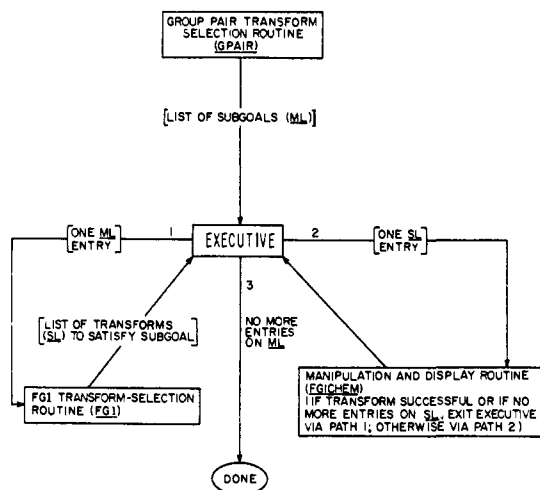 GROUP PAIR TRANSFORM
SELECTION ROUTINE
(GPAIR)
[LIST OF SUBGOALS (ML)]
[ONE ML
ENTRY]
1
EXECUTIVE
2
[ONE SL
ENTRY]
3
[LIST OF TRANSFORMS
(SL) TO SATISFY SUBGOAL]
NO MORE
ENTRIES
ON ML
FG1 TRANSFORM-SELECTION
ROUTINE (FG1)
MANIPULATION AND DISPLAY ROUTINE
(FG1CHEM)
(IF TRANSFORM SUCCESSFUL OR IF NO
MORE ENTRIES ON SL, EXIT EXECUTIVE
VIA PATH 1; OTHERWISE VIA PATH 2)
DONE